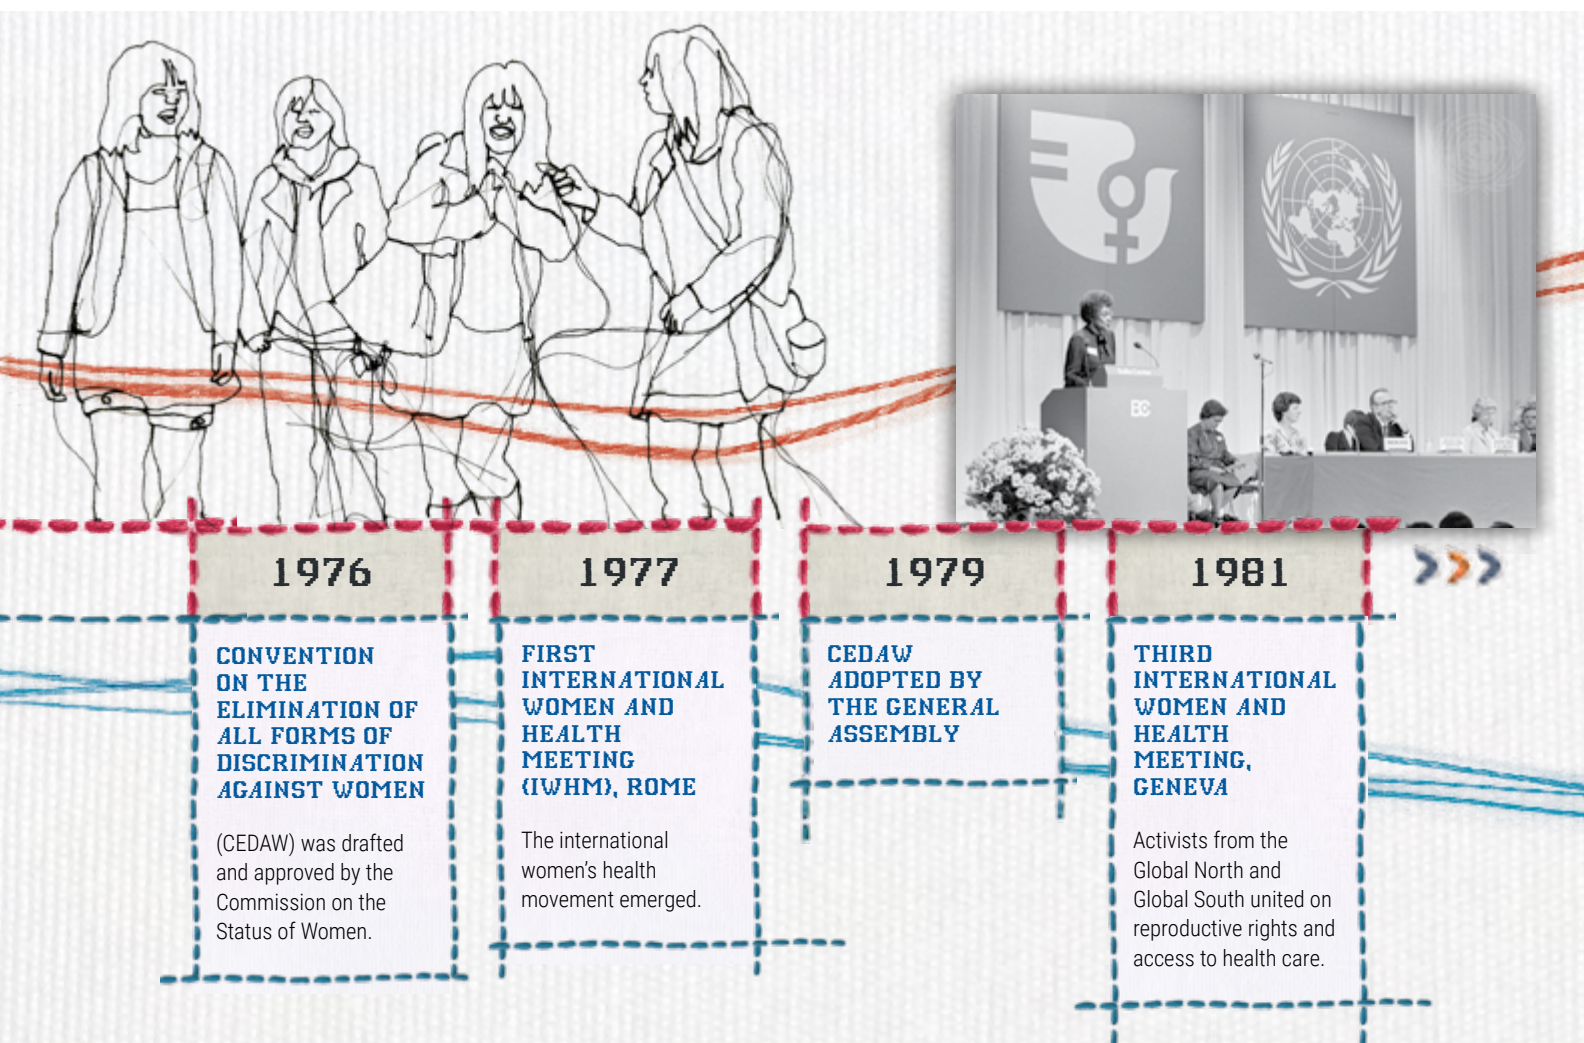 1976
CONVENTION
ON THE
ELIMINATION OF
ALL FORMS OF
DISCRIMINATION
AGAINST WOMEN
(CEDAW) was drafted
and approved by the
Commission on the
Status of Women.
1977
FIRST
INTERNATIONAL
WOMEN AND
HEALTH
MEETING
(IWHM), ROME
The international
women’s health
movement emerged.
1979
CEDAW
ADOPTED BY
THE GENERAL
ASSEMBLY
1981
THIRD
INTERNATIONAL
WOMEN AND
HEALTH
MEETING,
GENEVA
Activists from the
Global North and
Global South united on
reproductive rights and
access to health care.
BC